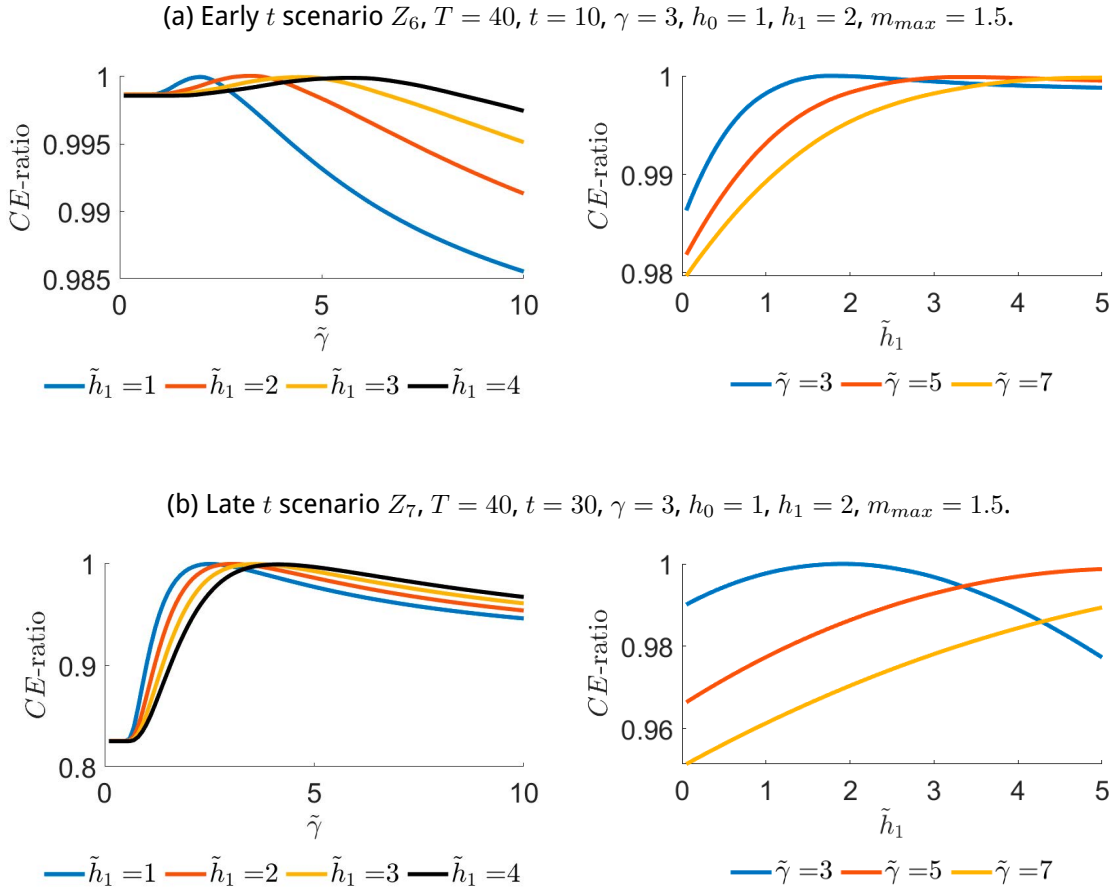 (a) Early t scenario Z₆, T = 40, t = 10, γ = 3, h₀ = 1, h₁ = 2, mₘₐₓ = 1.5.
CE-ratio
1
0.995
0.99
0.985
0
5
10
γ̃
h̃₁ =1 h̃₁ =2 h̃₁ =3 h̃₁ =4
CE-ratio
1
0.99
0.98
0 1 2 3 4 5
h̃₁
γ̃ =3 γ̃ =5 γ̃ =7
(b) Late t scenario Z₇, T = 40, t = 30, γ = 3, h₀ = 1, h₁ = 2, mₘₐₓ = 1.5.
CE-ratio
1
0.9
0.8
0 5 10
γ̃
h̃₁ =1 h̃₁ =2 h̃₁ =3 h̃₁ =4
CE-ratio
1
0.98
0.96
0 1 2 3 4 5
h̃₁
γ̃ =3 γ̃ =5 γ̃ =7